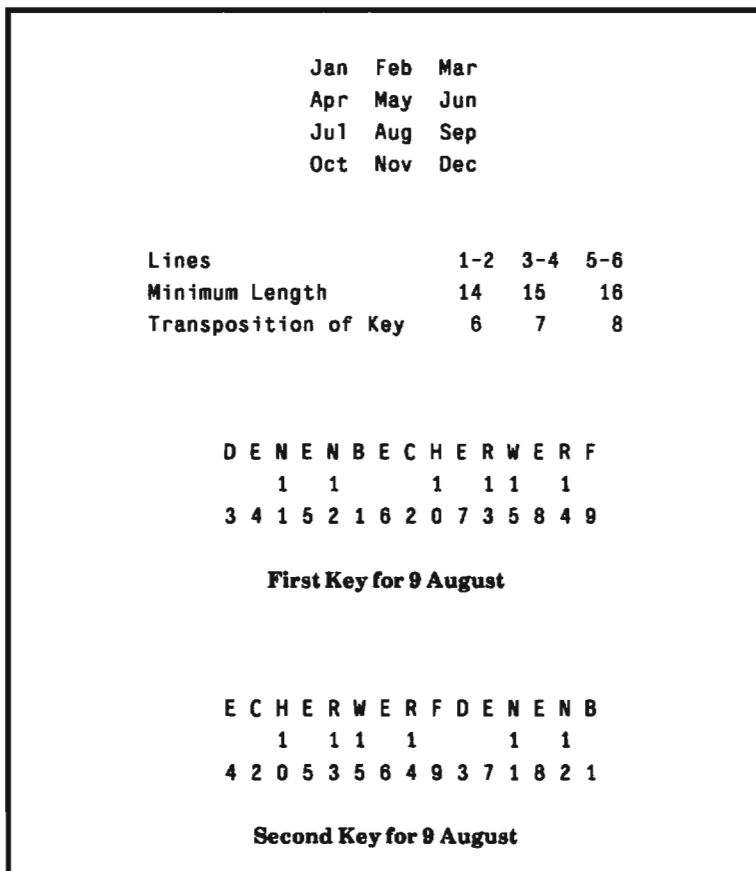 Jan Feb Mar
Apr May Jun
Jul Aug Sep
Oct Nov Dec
Lines 1-2 3-4 5-6
Minimum Length 14 15 16
Transposition of Key 6 7 8
D E N E N B E C H E R W E R F
1 1 1 1 1 1
3 4 1 5 2 1 6 2 0 7 3 5 8 4 9
First Key for 9 August
E C H E R W E R F D E N E N B
1 1 1 1 1 1
4 2 0 5 3 5 6 4 9 3 7 1 8 2 1
Second Key for 9 August